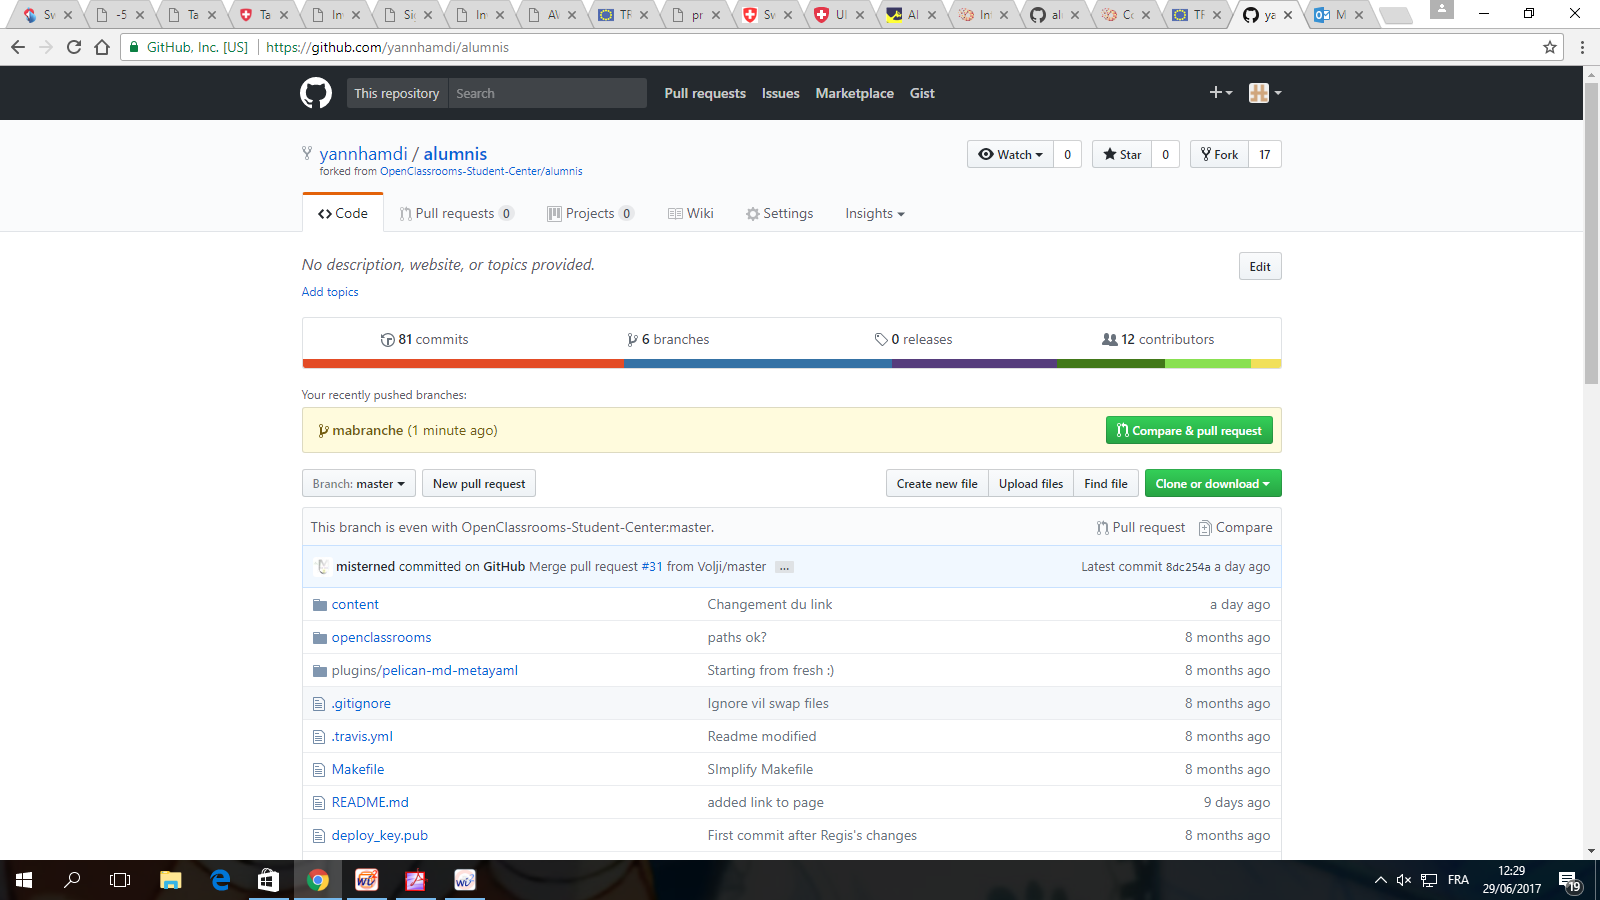 Sv -5 Ta Ta In Sig In AV TF pr Sv UI Al Int alu Co TF ya M
GitHub, Inc. [US] https://github.com/yannhamdi/alumnis
This repository Search Pull requests Issues Marketplace Gist
yannhamdi / alumnis Watch 0 Star 0 Fork 17
forked from OpenClassrooms-Student-Center/alumnis
Code Pull requests 0 Projects 0 Wiki Settings Insights
No description, website, or topics provided. Edit
Add topics
81 commits 6 branches 0 releases 12 contributors
Your recently pushed branches:
mabranche (1 minute ago) Compare & pull request
Branch: master New pull request Create new file Upload files Find file Clone or download
This branch is even with OpenClassrooms-Student-Center:master. Pull request Compare
misterned committed on GitHub Merge pull request #31 from Volji/master ... Latest commit 8dc254a a day ago
content Changement du link a day ago
openclassrooms paths ok? 8 months ago
plugins/pelican-md-metayaml Starting from fresh :) 8 months ago
.gitignore Ignore vil swap files 8 months ago
.travis.yml Readme modified 8 months ago
Makefile SImplify Makefile 8 months ago
README.md added link to page 9 days ago
deploy_key.pub First commit after Regis's changes 8 months ago
FRA 12:29
29/06/2017 19